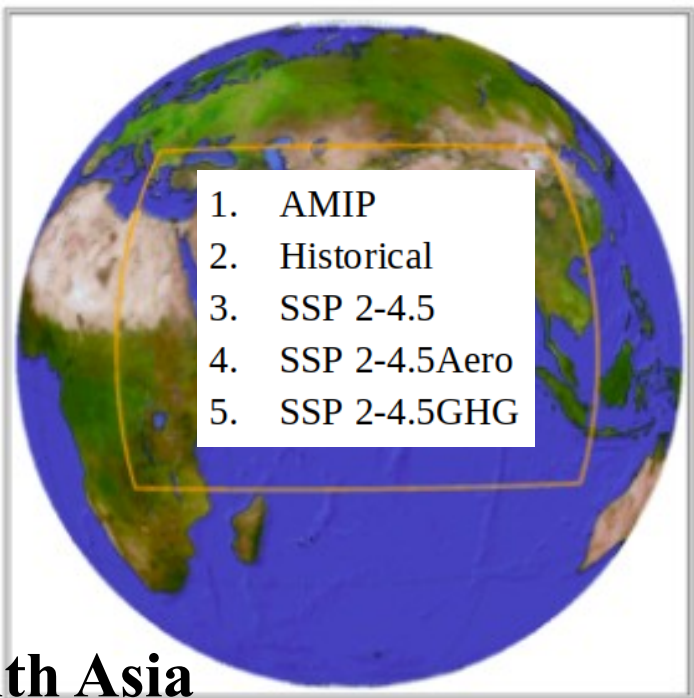 1. AMIP
2. Historical
3. SSP 2-4.5
4. SSP 2-4.5Aero
5. SSP 2-4.5GHG
th Asia